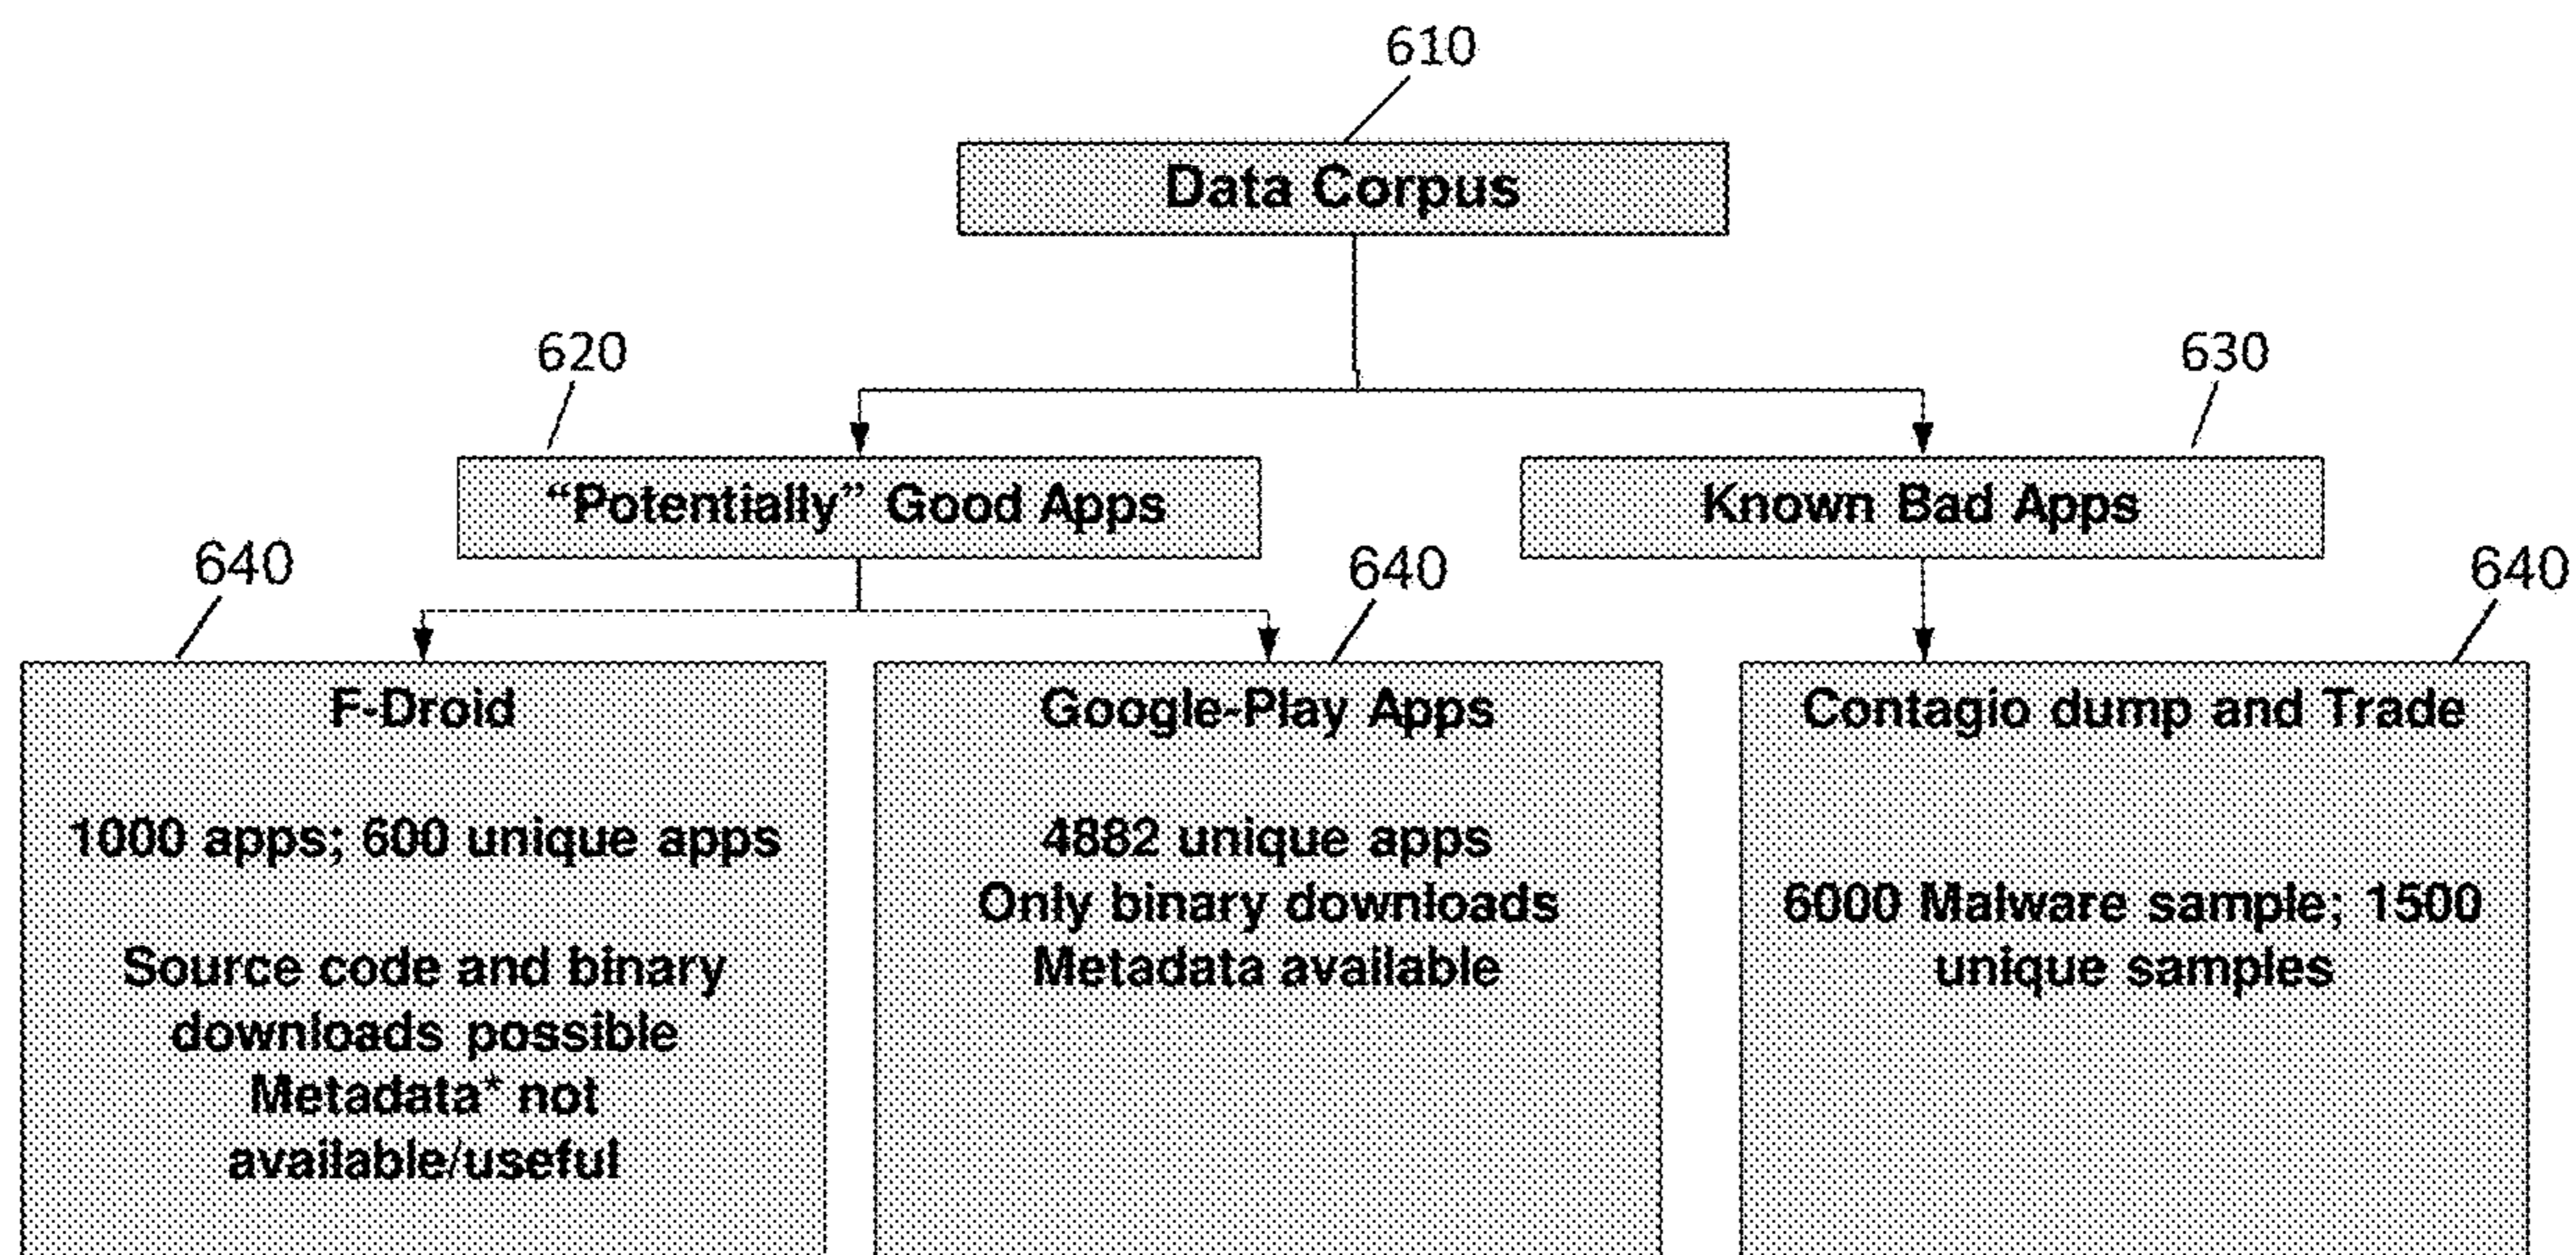 610
Data Corpus
620
630
“Potentially” Good Apps
Known Bad Apps
640
640
640
F-Droid
1000 apps; 600 unique apps
Source code and binary
downloads possible
Metadata* not
available/useful
Google-Play Apps
4882 unique apps
Only binary downloads
Metadata available
Contagio dump and Trade
6000 Malware sample; 1500
unique samples